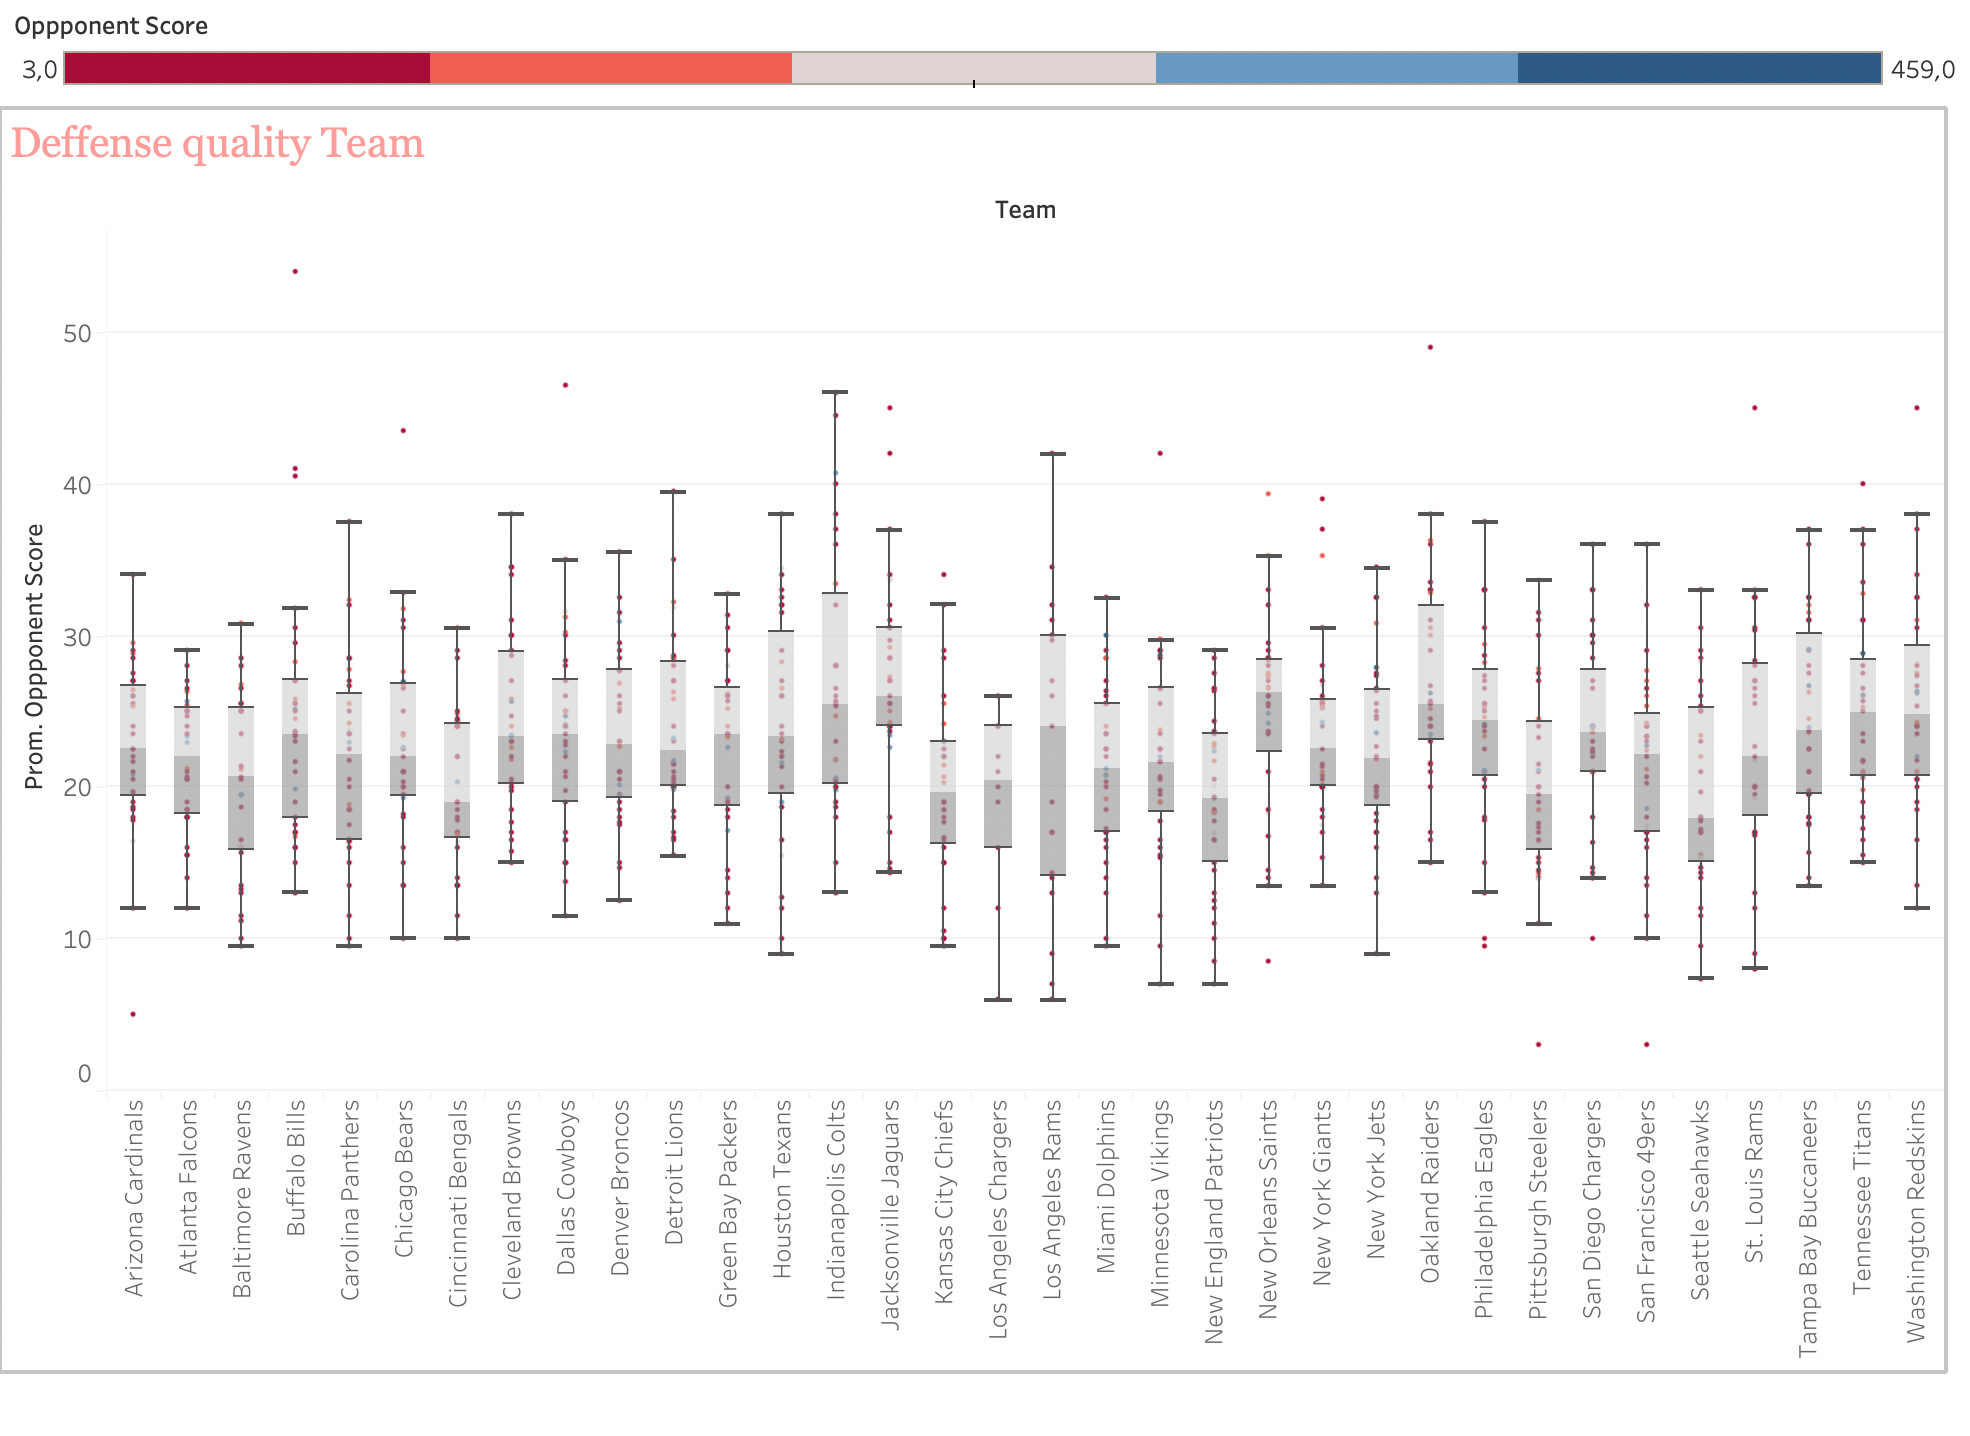 Oppponent Score
3,0
459,0
Deffense quality Team
Team
Prom. Opponent Score
50
40
30
20
10
0
Arizona Cardinals
Atlanta Falcons
Baltimore Ravens
Buffalo Bills
Carolina Panthers
Chicago Bears
Cincinnati Bengals
Cleveland Browns
Dallas Cowboys
Denver Broncos
Detroit Lions
Green Bay Packers
Houston Texans
Indianapolis Colts
Jacksonville Jaguars
Kansas City Chiefs
Los Angeles Chargers
Los Angeles Rams
Miami Dolphins
Minnesota Vikings
New England Patriots
New Orleans Saints
New York Giants
New York Jets
Oakland Raiders
Philadelphia Eagles
Pittsburgh Steelers
San Diego Chargers
San Francisco 49ers
Seattle Seahawks
St. Louis Rams
Tampa Bay Buccaneers
Tennessee Titans
Washington Redskins